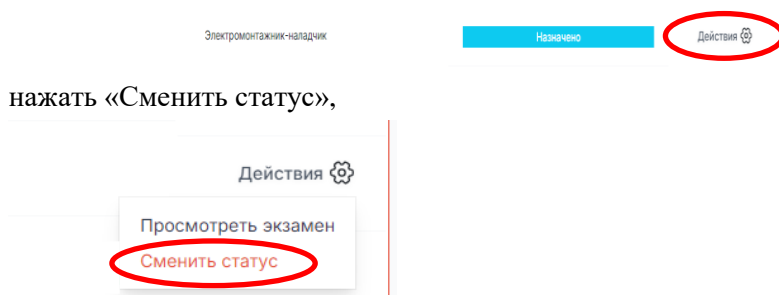 Электромонтажник-наладчик Назначено Действия
нажать «Сменить статус»,
Действия
Просмотреть экзамен
Сменить статус